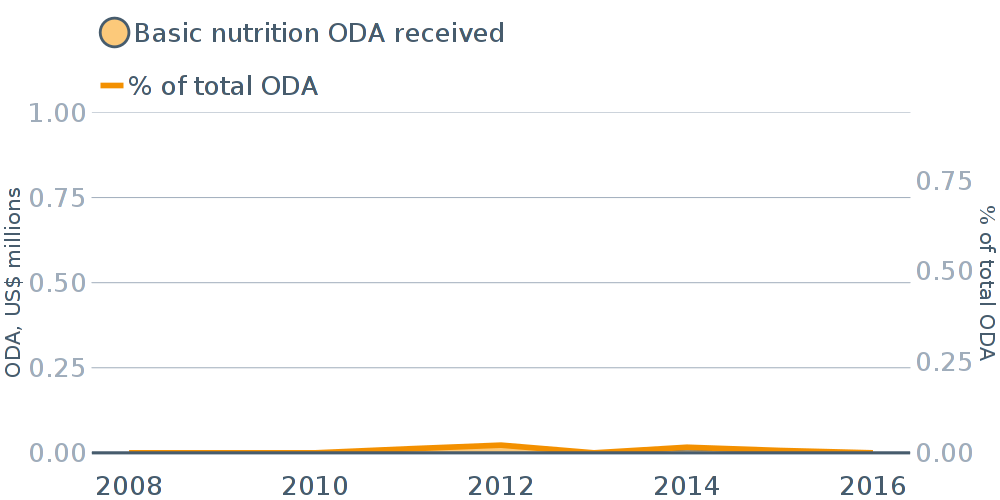 Basic nutrition ODA received
% of total ODA
1.00
0.75
0.50
0.25
0.00
ODA, US$ millions
0.75
0.50
0.25
0.00
% of total ODA
2008 2010 2012 2014 2016